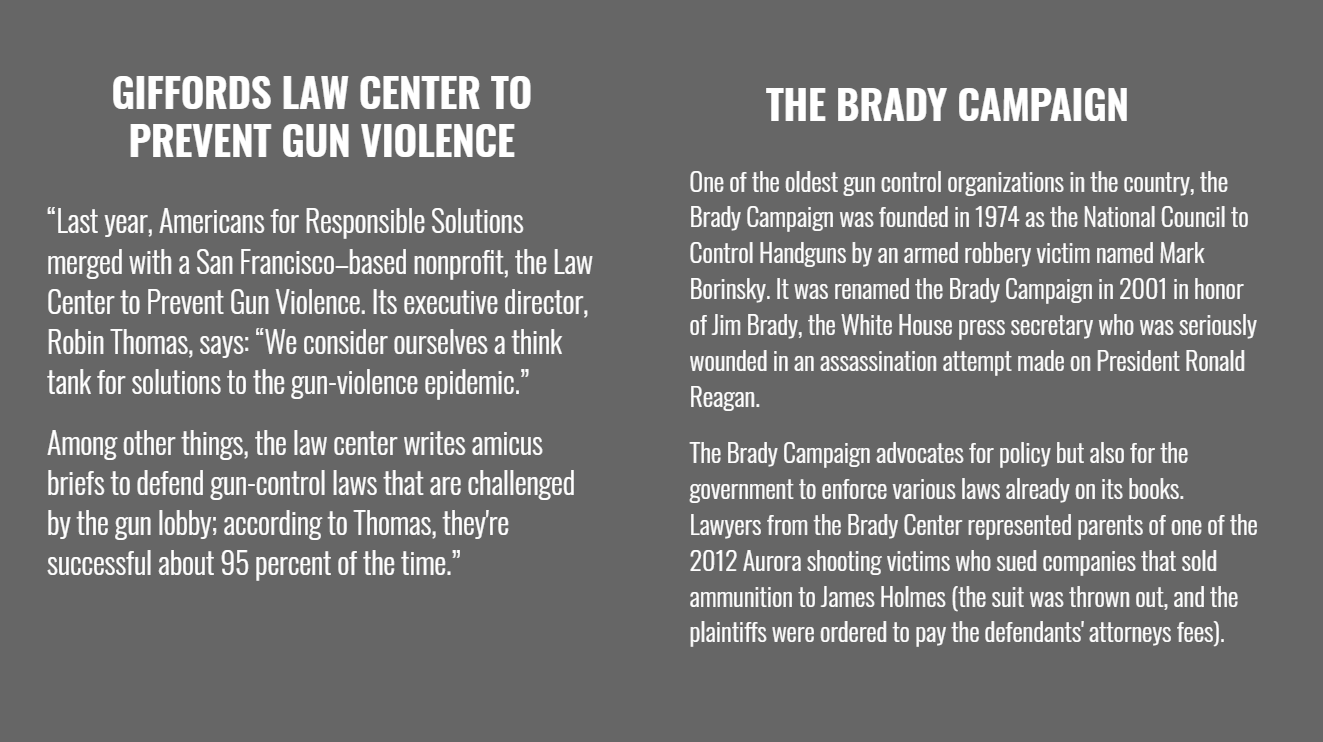 GIFFORDS LAW CENTER TO
PREVENT GUN VIOLENCE
“Last year, Americans for Responsible Solutions
merged with a San Francisco–based nonprofit, the Law
Center to Prevent Gun Violence. Its executive director,
Robin Thomas, says: “We consider ourselves a think
tank for solutions to the gun-violence epidemic.”
Among other things, the law center writes amicus
briefs to defend gun-control laws that are challenged
by the gun lobby; according to Thomas, they're
successful about 95 percent of the time.”
THE BRADY CAMPAIGN
One of the oldest gun control organizations in the country, the
Brady Campaign was founded in 1974 as the National Council to
Control Handguns by an armed robbery victim named Mark
Borinsky. It was renamed the Brady Campaign in 2001 in honor
of Jim Brady, the White House press secretary who was seriously
wounded in an assassination attempt made on President Ronald
Reagan.
The Brady Campaign advocates for policy but also for the
government to enforce various laws already on its books.
Lawyers from the Brady Center represented parents of one of the
2012 Aurora shooting victims who sued companies that sold
ammunition to James Holmes (the suit was thrown out, and the
plaintiffs were ordered to pay the defendants' attorneys fees).